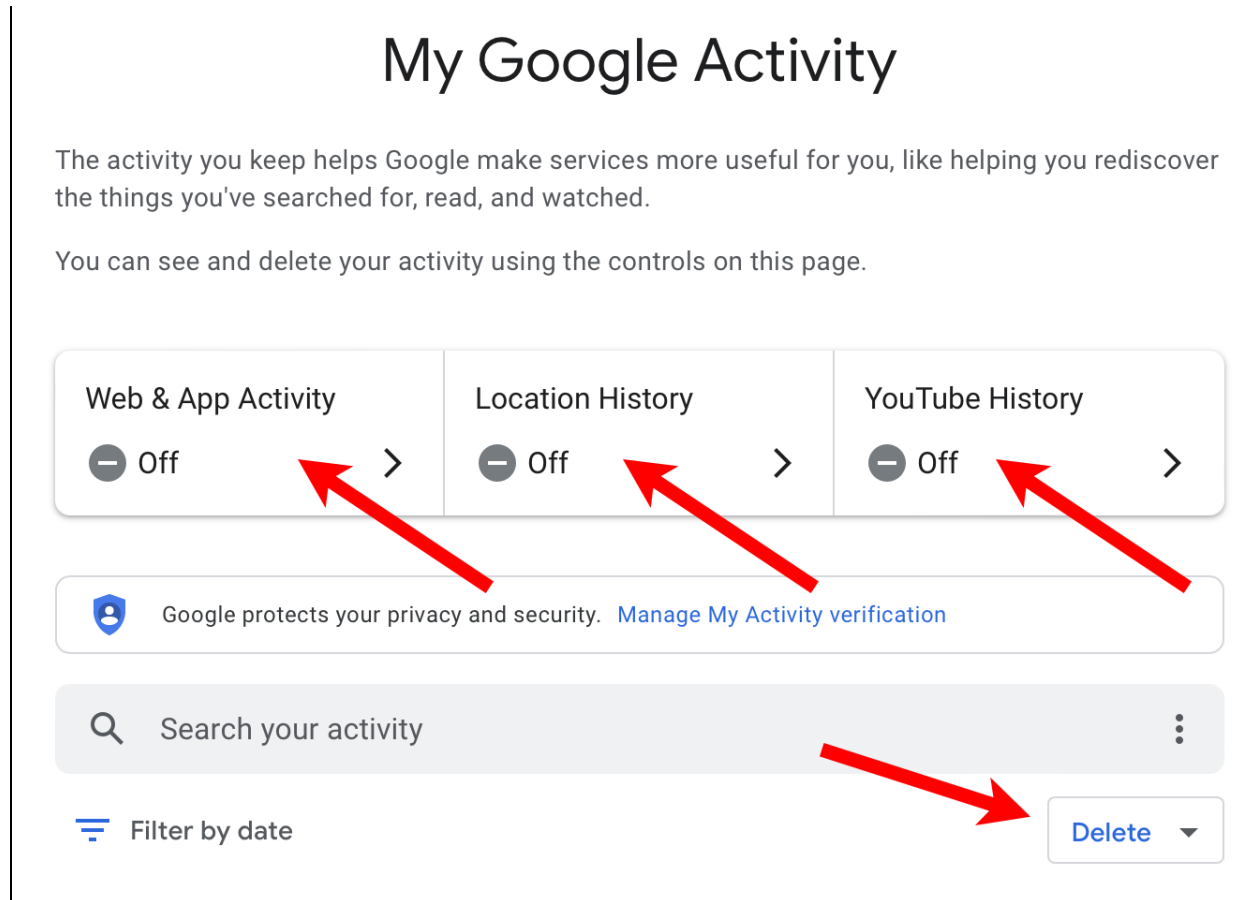 My Google Activity
The activity you keep helps Google make services more useful for you, like helping you rediscover
the things you've searched for, read, and watched.
You can see and delete your activity using the controls on this page.
Web & App Activity
Off
Location History
Off
YouTube History
Off
Google protects your privacy and security. Manage My Activity verification
Search your activity
Filter by date
Delete